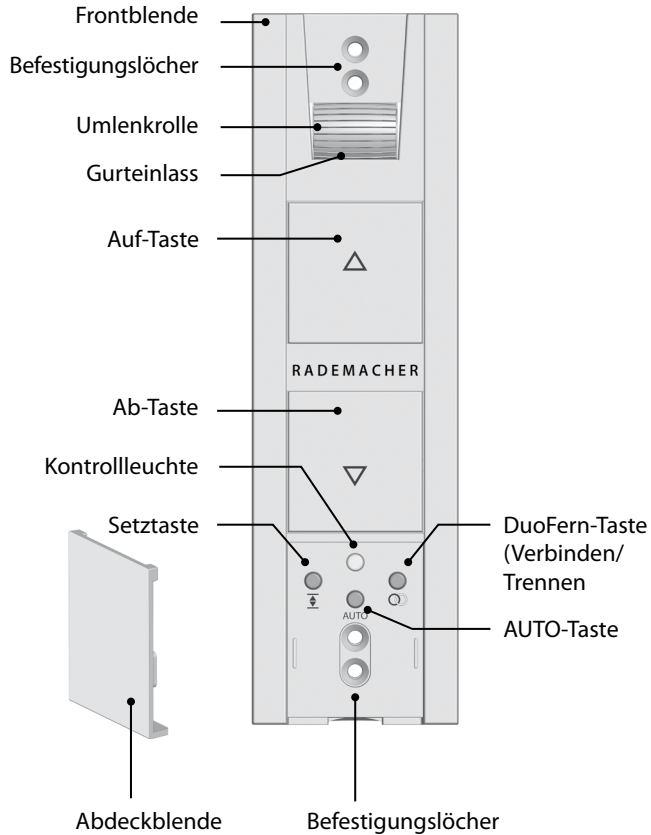 Frontblende
Befestigungslöcher
Umlenkrolle
Gurteinlass
Auf-Taste
RADEMACHER
Ab-Taste
Kontrollleuchte
Setztaste
DuoFern-Taste
(Verbinden/
Trennen
AUTO
AUTO-Taste
Abdeckblende
Befestigungslöcher